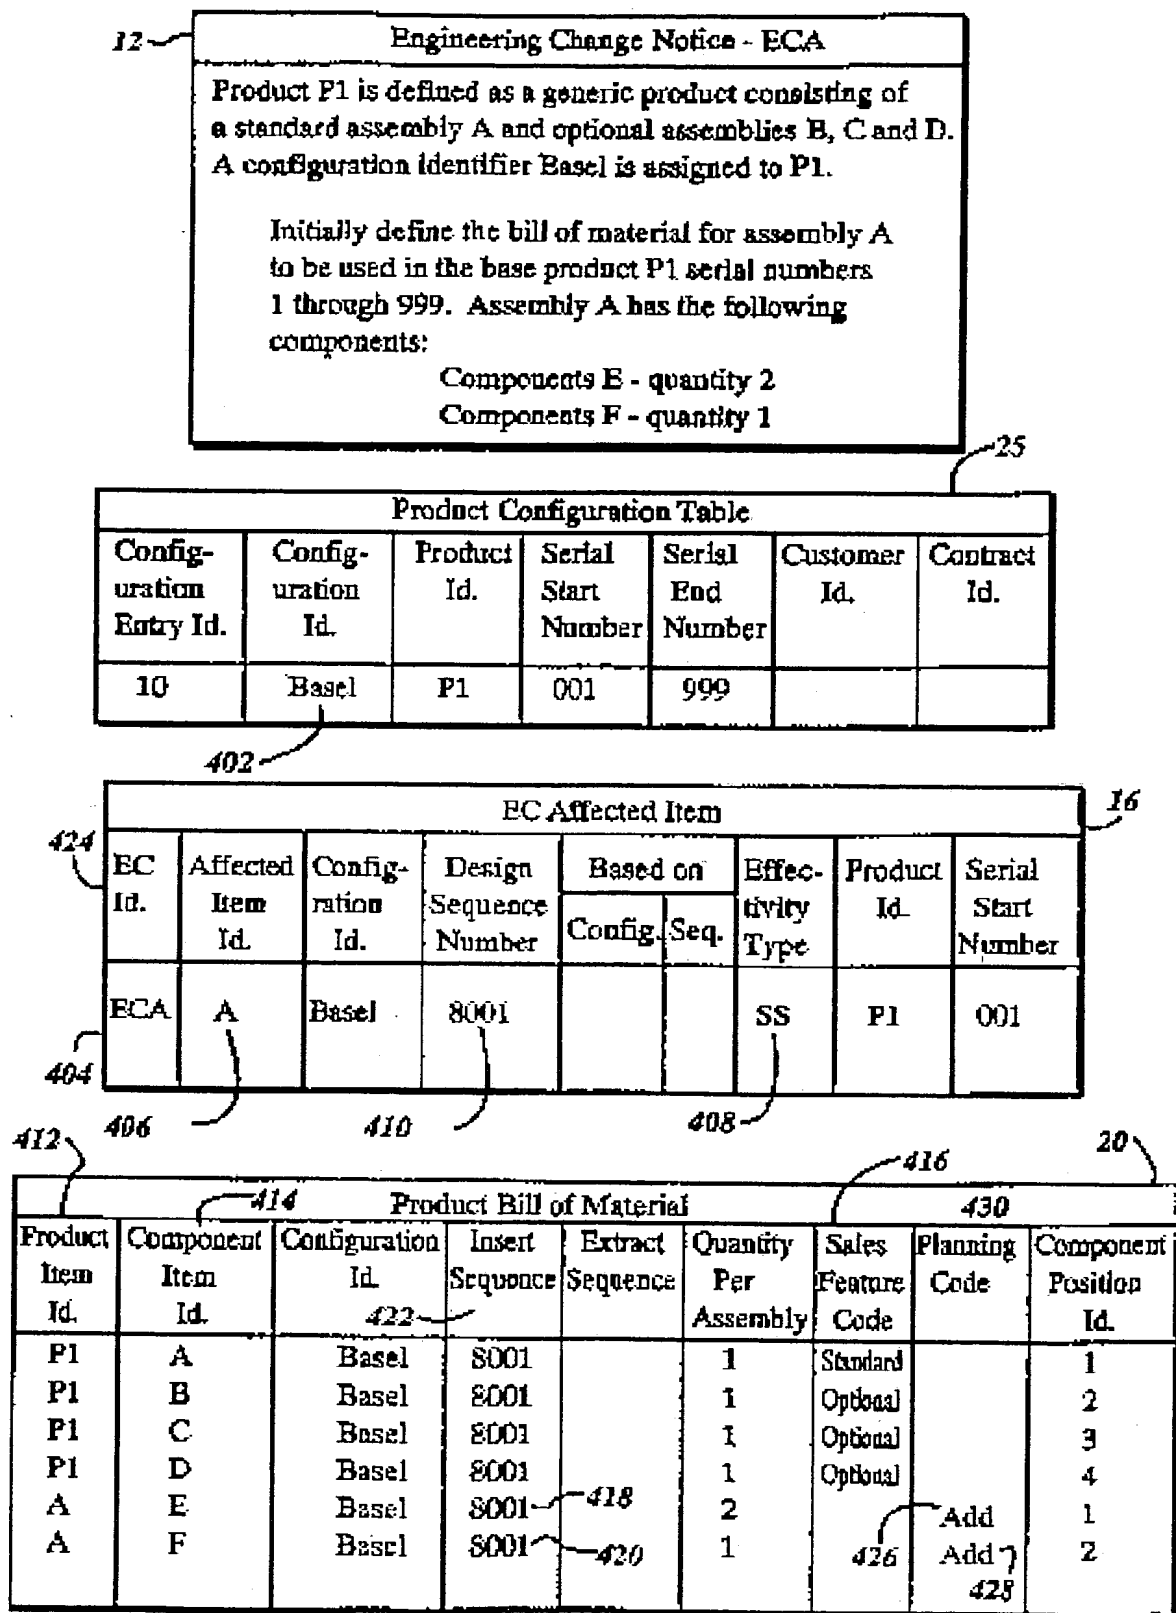 12
Engineering Change Notice - ECA
Product P1 is defined as a generic product consisting of
a standard assembly A and optional assemblies B, C and D.
A configuration identifier Basel is assigned to P1.
Initially define the bill of material for assembly A
to be used in the base product P1 serial numbers
1 through 999. Assembly A has the following
components:
Components E - quantity 2
Components F - quantity 1
25
Product Configuration Table
Config- Config- Product Serial Serial Customer Contract
uration uration Id. Start End Id. Id.
Entry Id. Id. Number Number
10 Basel P1 001 999
402
EC Affected Item
16
424
EC Affected Config- Design Based on Effec- Product Serial
Id. Item ration Sequence tivity Id. Start
Id. Id. Number Config. Seq. Type Number
ECA A Basel 8001 SS P1 001
404
406 410 408
412 414 416 20
Product Bill of Material 430
Product Component Configuration Insert Extract Quantity Sales Planning Component
Item Item Id. Sequence Sequence Per Feature Code Position
Id. Id. 422 Assembly Code Id.
P1 A Basel 8001 1 Standard 1
P1 B Basel 8001 1 Optional 2
P1 C Basel 8001 1 Optional 3
P1 D Basel 8001 1 Optional 4
A E Basel 8001 418 2 Add 1
A F Basel 8001 420 1 426 Add 2
428